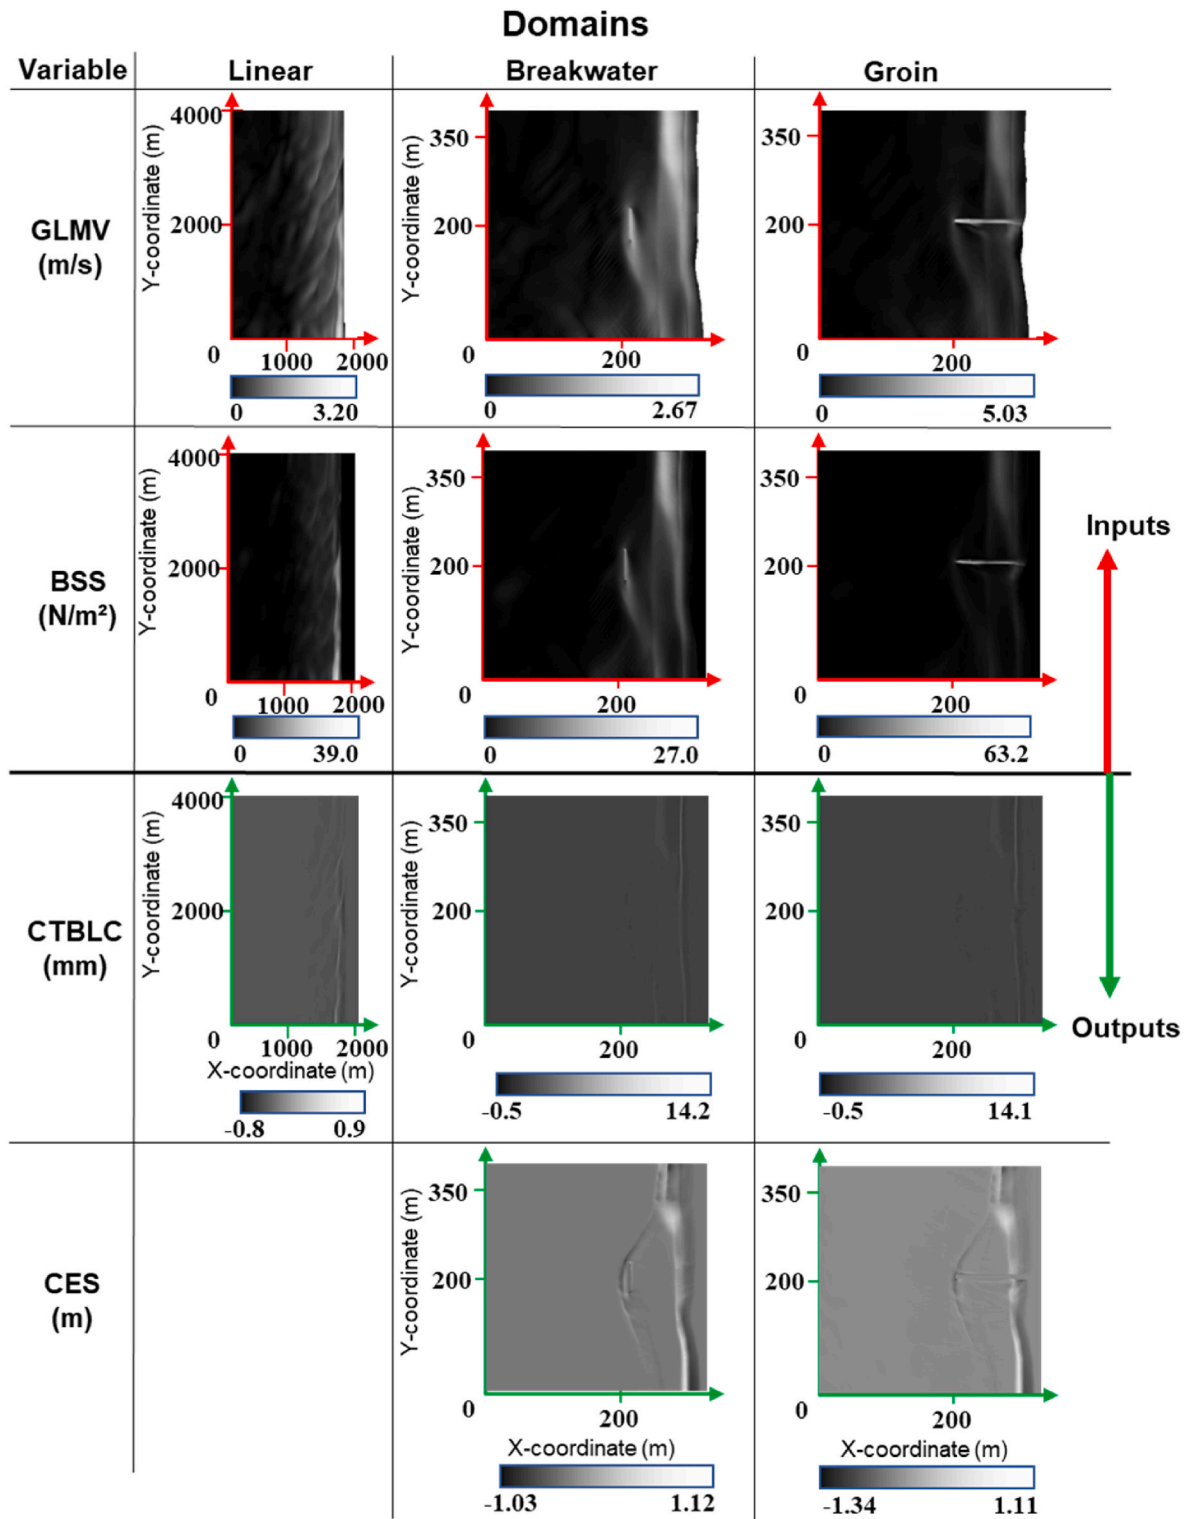 Domains
Variable Linear Breakwater Groin
GLMV
(m/s)
Y-coordinate (m)
4000
2000
0
1000 2000
0 3.20
Y-coordinate (m)
350
200
0
200
0 2.67
350
200
0
200
0 5.03
BSS
(N/m²)
Y-coordinate (m)
4000
2000
0
1000 2000
0 39.0
Y-coordinate (m)
350
200
0
200
0 27.0
350
200
0
200
0 63.2
Inputs
Outputs
CTBLC
(mm)
Y-coordinate (m)
4000
2000
0
1000 2000
X-coordinate (m)
-0.8 0.9
Y-coordinate (m)
350
200
0
200
-0.5 14.2
350
200
0
200
-0.5 14.1
CES
(m)
Y-coordinate (m)
350
200
0
200
X-coordinate (m)
-1.03 1.12
350
200
0
200
X-coordinate (m)
-1.34 1.11